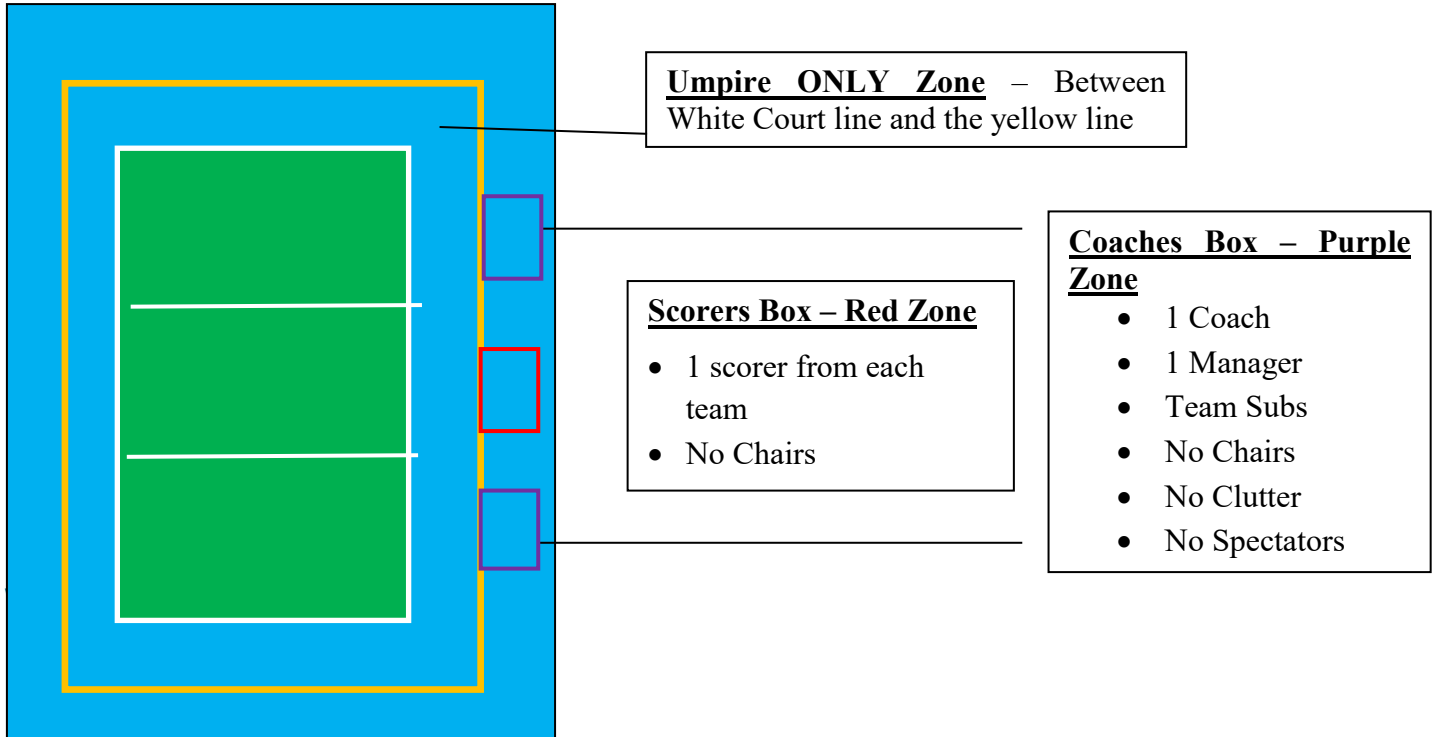 Umpire ONLY Zone – Between
White Court line and the yellow line
Scorers Box – Red Zone
• 1 scorer from each
team
• No Chairs
Coaches Box – Purple
Zone
• 1 Coach
• 1 Manager
• Team Subs
• No Chairs
• No Clutter
• No Spectators